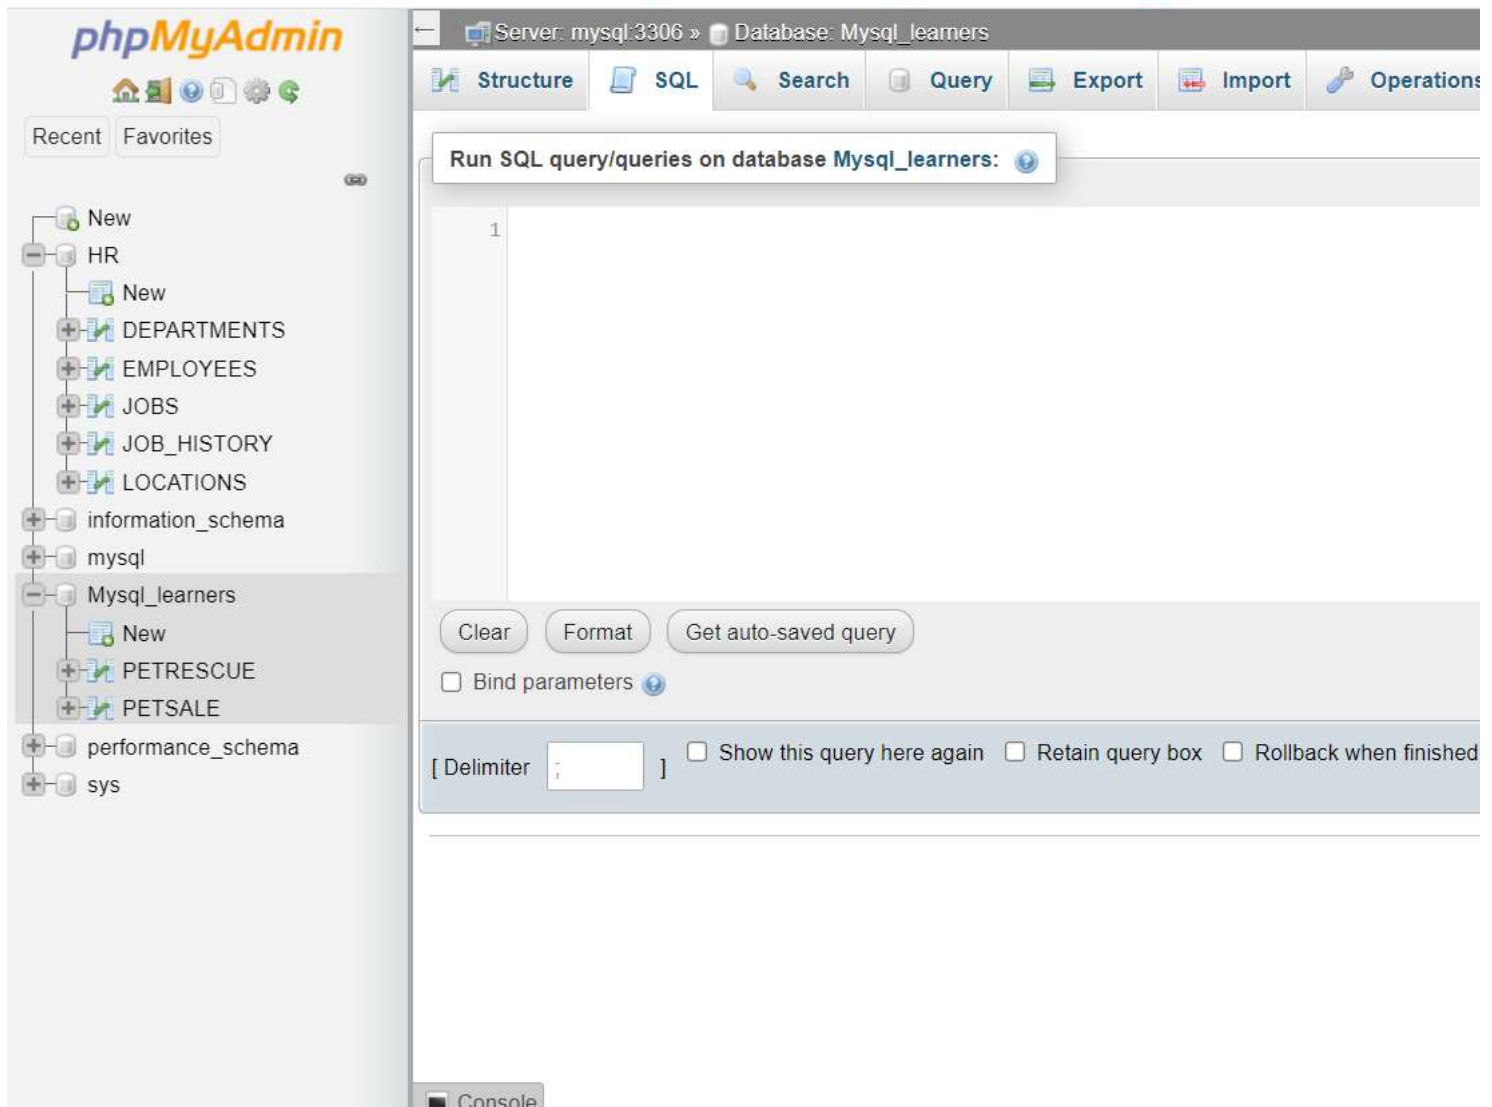 phpMyAdmin
Recent
Favorites
New
HR
New
DEPARTMENTS
EMPLOYEES
JOBS
JOB_HISTORY
LOCATIONS
information_schema
mysql
Mysql_learners
New
PETRESCUE
PETSALE
performance_schema
sys
← Server: mysql:3306 » Database: Mysql_learners
Structure SQL Search Query Export Import Operations
Run SQL query/queries on database Mysql_learners:
1
Clear Format Get auto-saved query
Bind parameters
[ Delimiter ; ] Show this query here again Retain query box Rollback when finished
Console